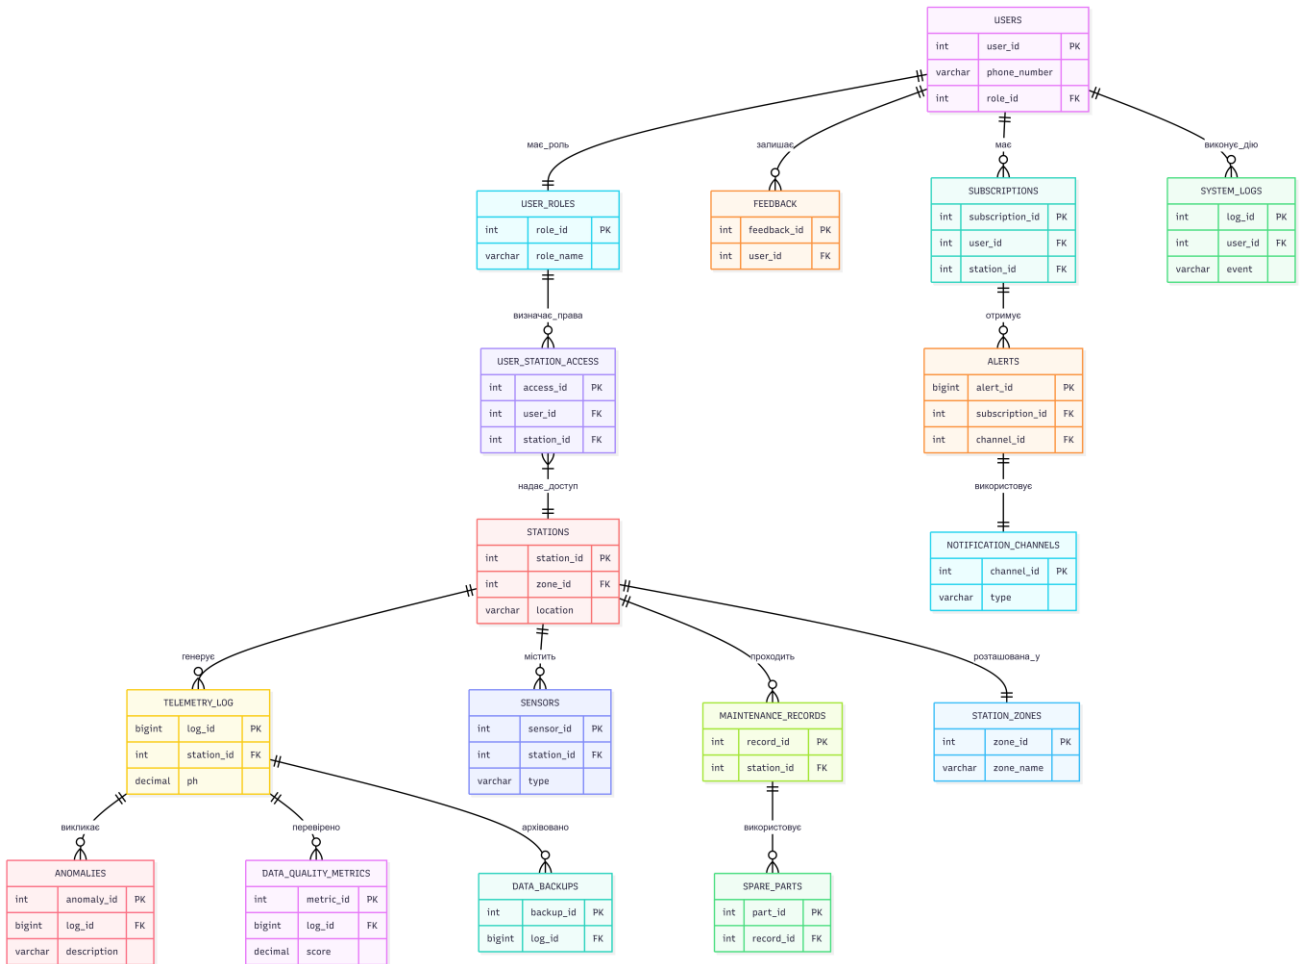 USERS
int user_id PK
varchar phone_number
int role_id FK
має_роль
залишає
має
виконує_дію
USER_ROLES
int role_id PK
varchar role_name
FEEDBACK
int feedback_id PK
int user_id FK
SUBSCRIPTIONS
int subscription_id PK
int user_id FK
int station_id FK
SYSTEM_LOGS
int log_id PK
int user_id FK
varchar event
визначає_права
отримує
USER_STATION_ACCESS
int access_id PK
int user_id FK
int station_id FK
ALERTS
bigint alert_id PK
int subscription_id FK
int channel_id FK
надає_доступ
використовує
STATIONS
int station_id PK
int zone_id FK
varchar location
NOTIFICATION_CHANNELS
int channel_id PK
varchar type
генерує
містить
проходить
розташована_у
TELEMETRY_LOG
bigint log_id PK
int station_id FK
decimal ph
SENSORS
int sensor_id PK
int station_id FK
varchar type
MAINTENANCE_RECORDS
int record_id PK
int station_id FK
STATION_ZONES
int zone_id PK
varchar zone_name
викликає
перевірено
архівовано
використовує
ANOMALIES
int anomaly_id PK
bigint log_id FK
varchar description
DATA_QUALITY_METRICS
int metric_id PK
bigint log_id FK
decimal score
DATA_BACKUPS
int backup_id PK
bigint log_id FK
SPARE_PARTS
int part_id PK
int record_id FK